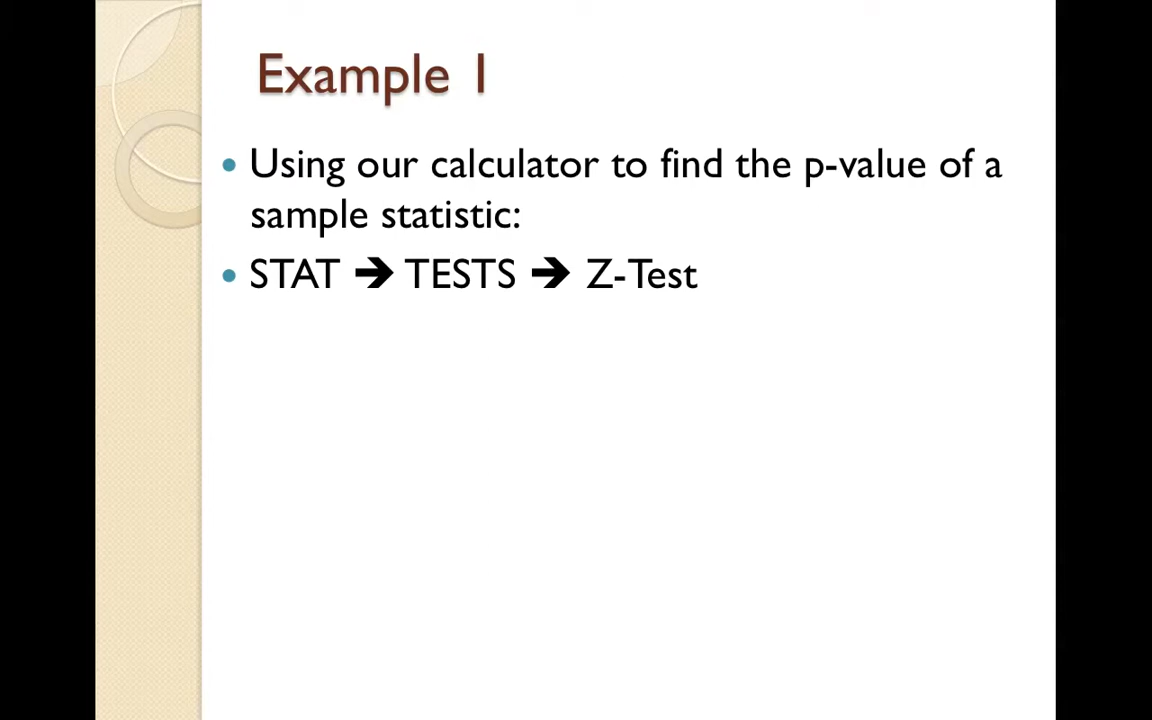 Example 1
• Using our calculator to find the p-value of a
sample statistic:
• STAT → TESTS → Z-Test